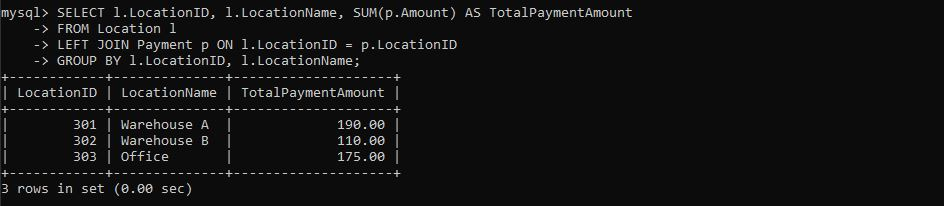 mysql> SELECT l.LocationID, l.LocationName, SUM(p.Amount) AS TotalPaymentAmount
    -> FROM Location l
    -> LEFT JOIN Payment p ON l.LocationID = p.LocationID
    -> GROUP BY l.LocationID, l.LocationName;
+------------+--------------+--------------------+
| LocationID | LocationName | TotalPaymentAmount |
+------------+--------------+--------------------+
|        301 | Warehouse A  |             190.00 |
|        302 | Warehouse B  |             110.00 |
|        303 | Office       |             175.00 |
+------------+--------------+--------------------+
3 rows in set (0.00 sec)